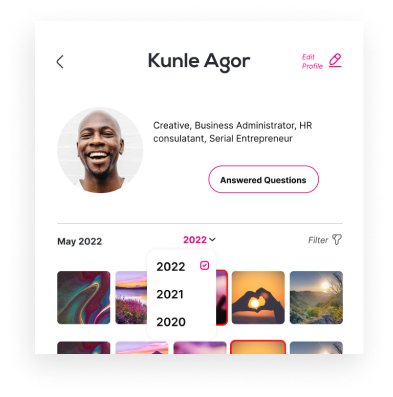 Kunle Agor
Edit
Profile
Creative, Business Administrator, HR
consulatant, Serial Entrepreneur
Answered Questions
May 2022
2022
Filter
2022
2021
2020